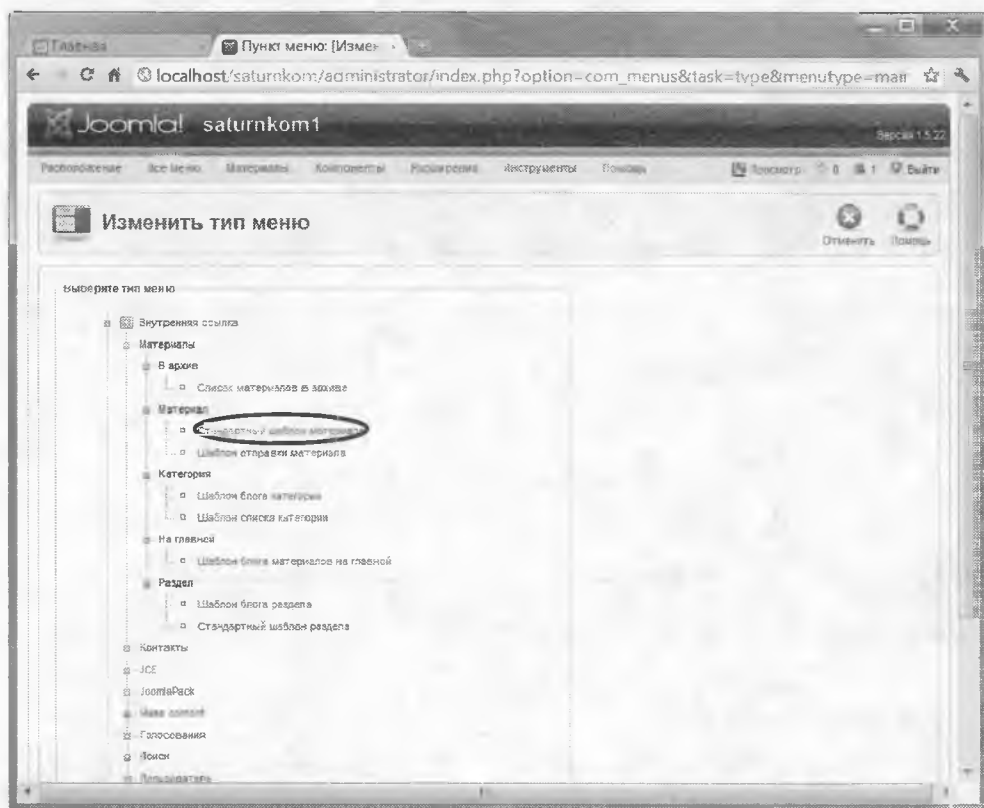 Главная
Пункт меню: [Измен
localhost/saturnkom/administrator/index.php?option=com_menus&task=type&menutype=mair
Joomla! saturnkom1
Версия 1.5.22
Расположение Все меню Материалы Компоненты Расширения Инструменты Помощь Просмотр 0 1 Выйти
Изменить тип меню
Отменить Помощь
Выберите тип меню
Внутренняя ссылка
Материалы
В архиве
Список материалов в архиве
Материал
Стандартный шаблон материала
Шаблон отправки материала
Категория
Шаблон блога категории
Шаблон списка категории
На главной
Шаблон блога материалов на главной
Раздел
Шаблон блога раздела
Стандартный шаблон раздела
Контакты
JCE
JoomlaPack
content
Голосования
Поиск
Пользователь